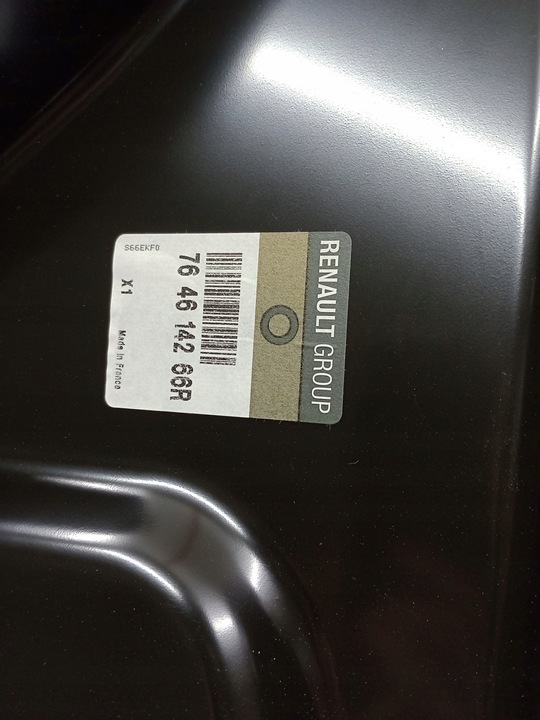 RENAULT GROUP
76 46 142 66R
S66EKF0
X1
Made in France